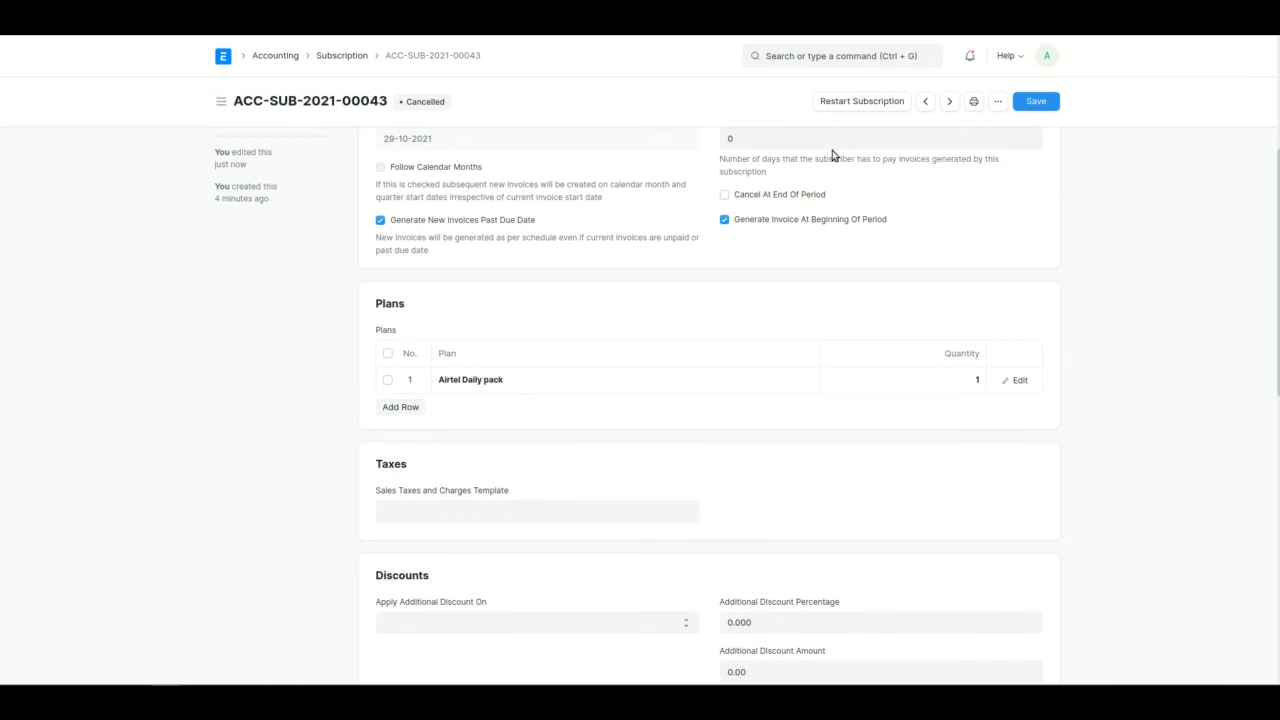 Accounting > Subscription > ACC-SUB-2021-00043
Search or type a command (Ctrl + G)
Help
A
ACC-SUB-2021-00043
• Cancelled
Restart Subscription
Save
You edited this
just now
You created this
4 minutes ago
29-10-2021
Follow Calendar Months
If this is checked subsequent new invoices will be created on calendar month and
quarter start dates irrespective of current invoice start date
Generate New Invoices Past Due Date
New invoices will be generated as per schedule even if current invoices are unpaid or
past due date
0
Number of days that the subscriber has to pay invoices generated by this
subscription
Cancel At End Of Period
Generate Invoice At Beginning Of Period
Plans
Plans
No. Plan Quantity
1 Airtel Daily pack 1 Edit
Add Row
Taxes
Sales Taxes and Charges Template
Discounts
Apply Additional Discount On
Additional Discount Percentage
0.000
Additional Discount Amount
0.00